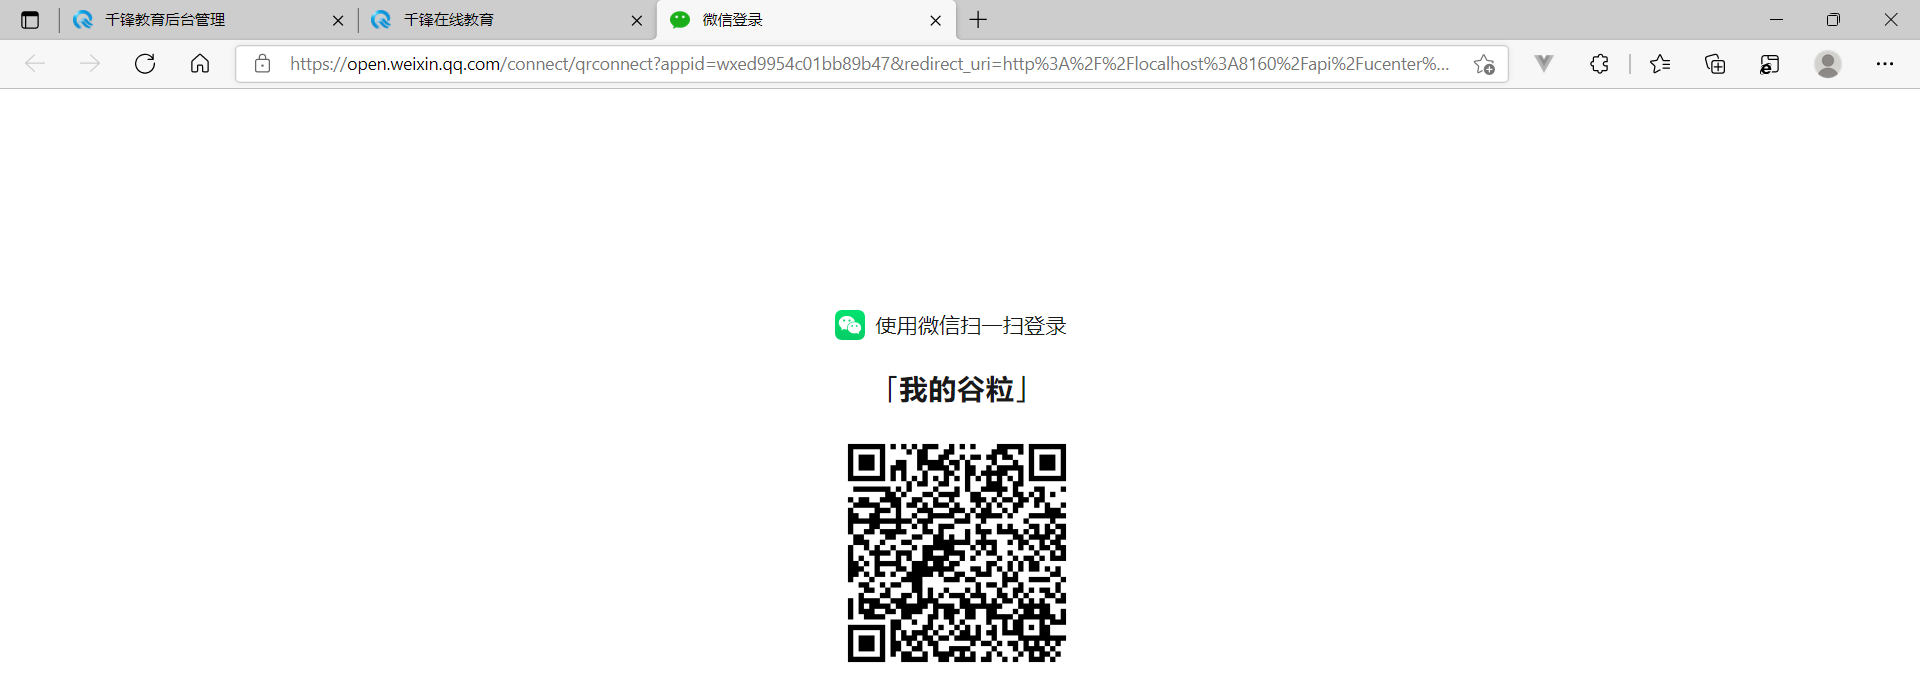 千锋教育后台管理
千锋在线教育
微信登录
https://open.weixin.qq.com/connect/qrconnect?appid=wxed9954c01bb89b47&redirect_uri=http%3A%2F%2Flocalhost%3A8160%2Fapi%2Fucenter%...
使用微信扫一扫登录
「我的谷粒」